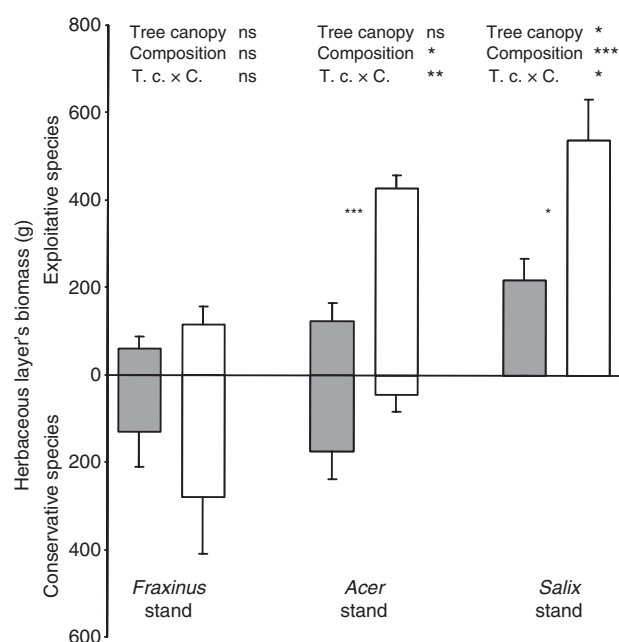 800
600
400
200
0
200
400
600
Herbaceous layer's biomass (g)
Exploitative species
Conservative species
Tree canopy ns
Composition ns
T. c. × C. ns
Tree canopy ns
Composition *
T. c. × C. **
Tree canopy *
Composition ***
T. c. × C. *
***
*
Fraxinus
stand
Acer
stand
Salix
stand